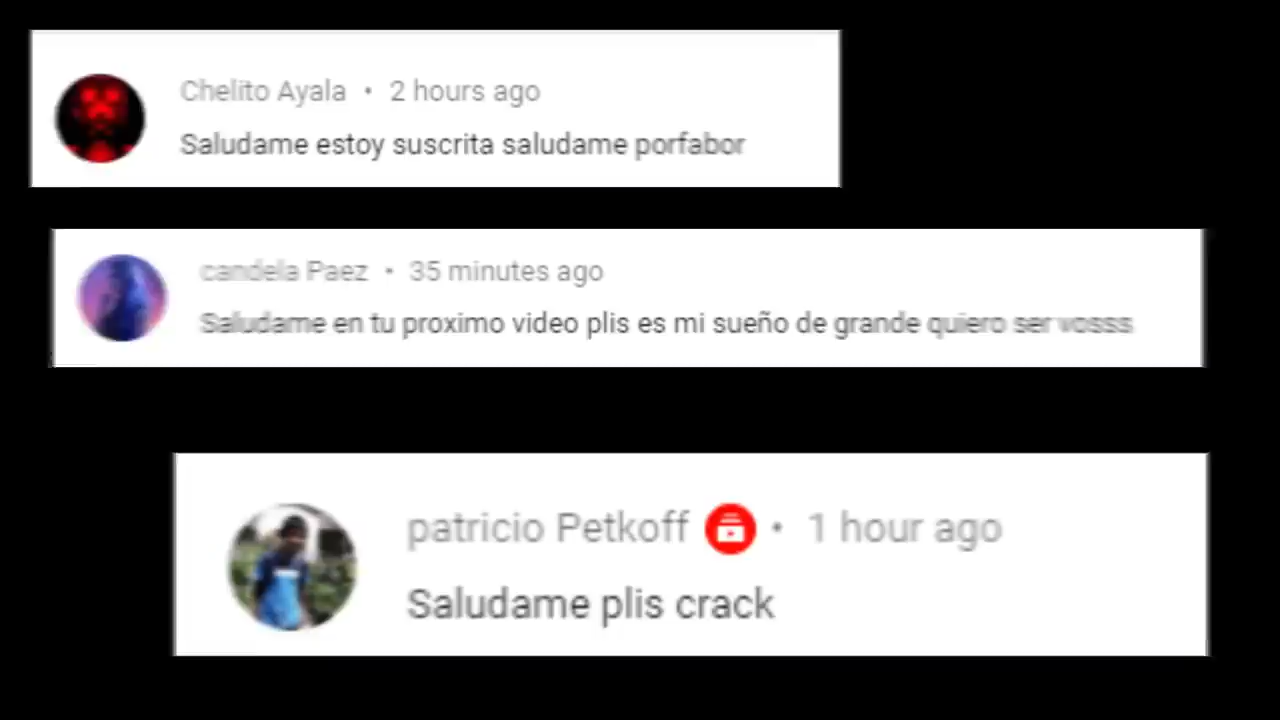 Chelito Ayala • 2 hours ago
Saludame estoy suscrita saludame porfabor
candela Paez • 35 minutes ago
Saludame en tu proximo video plis es mi sueño de grande quiero ser vosss
patricio Petkoff • 1 hour ago
Saludame plis crack